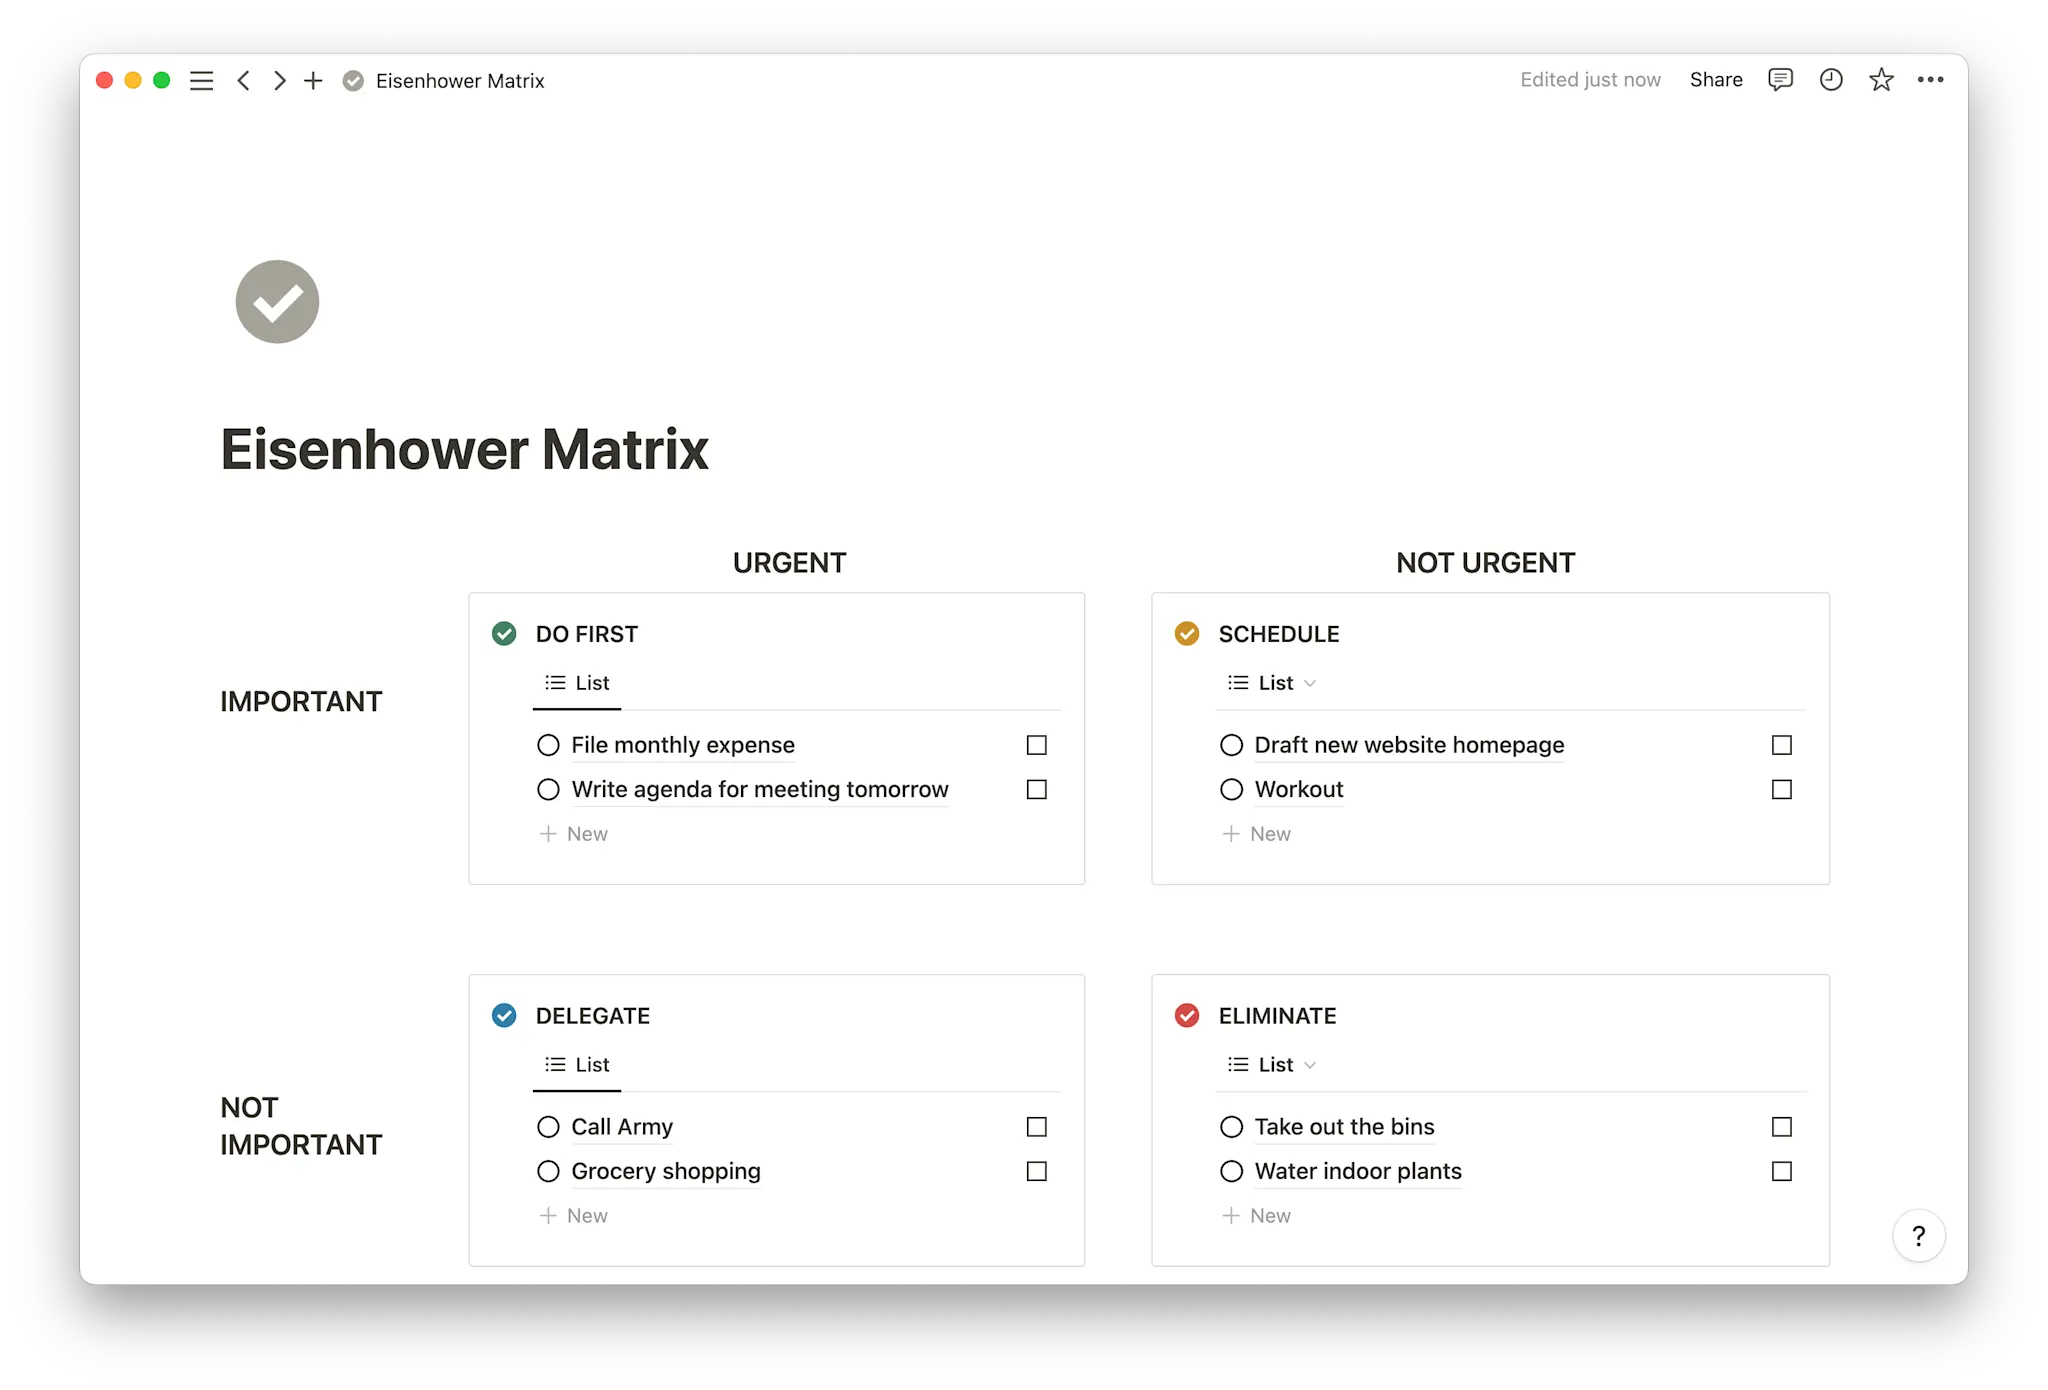 Eisenhower Matrix
Edited just now
Share
Eisenhower Matrix
URGENT
NOT URGENT
IMPORTANT
DO FIRST
List
File monthly expense
Write agenda for meeting tomorrow
New
SCHEDULE
List
Draft new website homepage
Workout
New
NOT
IMPORTANT
DELEGATE
List
Call Army
Grocery shopping
New
ELIMINATE
List
Take out the bins
Water indoor plants
New
?